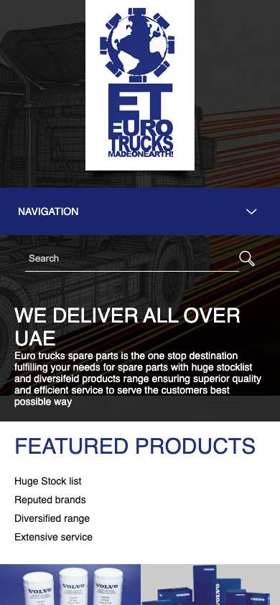 ET
EURO
TRUCKS
MADEONEARTH!
NAVIGATION
Search
WE DELIVER ALL OVER
UAE
Euro trucks spare parts is the one stop destination
fulfilling your needs for spare parts with huge stocklist
and diversifeid products range ensuring superior quality
and efficient service to serve the customers best
possible way
FEATURED PRODUCTS
Huge Stock list
Reputed brands
Diversified range
Extensive service
VOLVO VOLVO